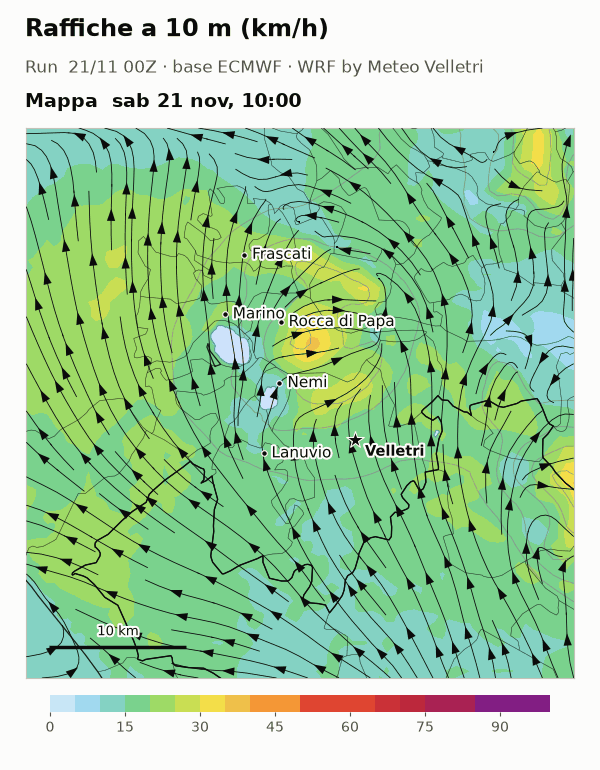 Raffiche a 10 m (km/h)
Run  21/11 00Z · base ECMWF · WRF by Meteo Velletri
Mappa  sab 21 nov, 10:00
Frascati
Marino
Rocca di Papa
Nemi
Lanuvio
Velletri
10 km
0 15 30 45 60 75 90